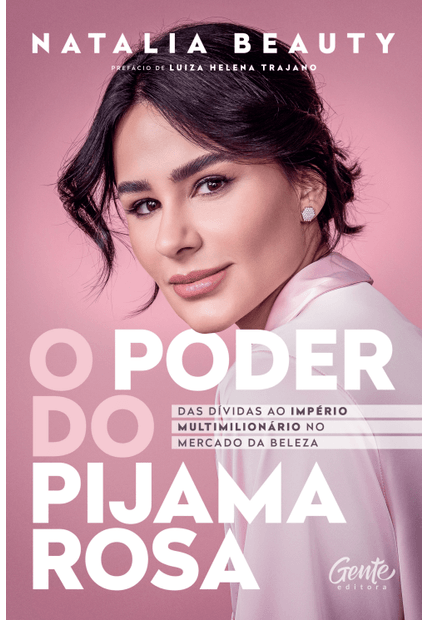 NATALIA BEAUTY
PREFÁCIO DE LUIZA HELENA TRAJANO
O PODER
DO
DAS DÍVIDAS AO IMPÉRIO
MULTIMILIONÁRIO NO
MERCADO DA BELEZA
PIJAMA
ROSA
Gente
editora